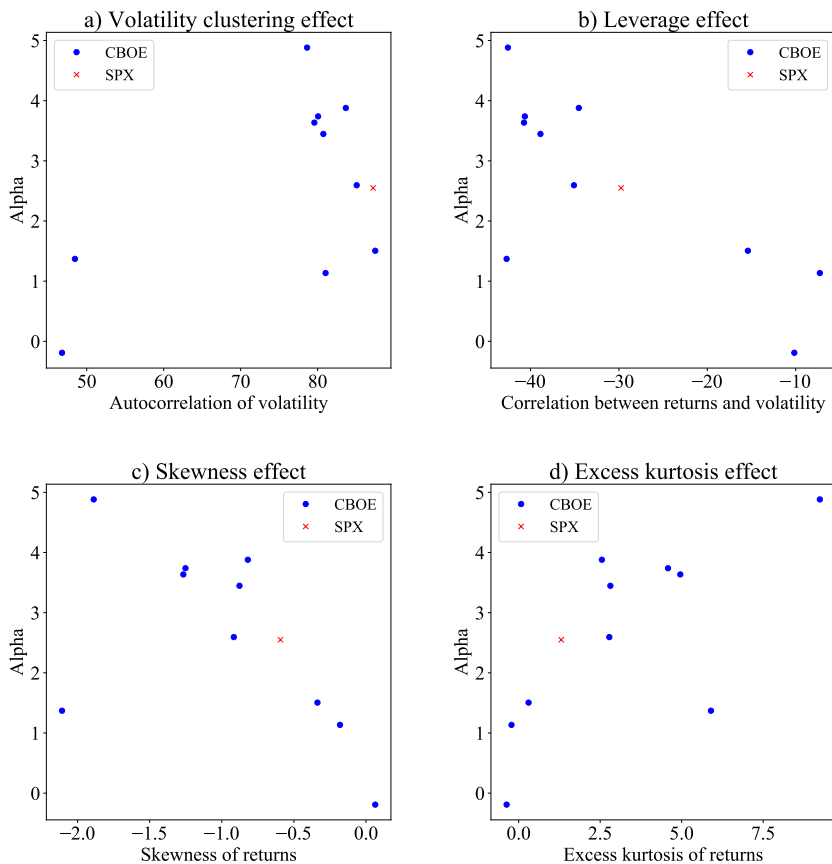 a) Volatility clustering effect
CBOE
SPX
Alpha
0
1
2
3
4
5
50 60 70 80
Autocorrelation of volatility
b) Leverage effect
CBOE
SPX
Alpha
0
1
2
3
4
5
−40 −30 −20 −10
Correlation between returns and volatility
c) Skewness effect
CBOE
SPX
Alpha
0
1
2
3
4
5
−2.0 −1.5 −1.0 −0.5 0.0
Skewness of returns
d) Excess kurtosis effect
CBOE
SPX
Alpha
0
1
2
3
4
5
0.0 2.5 5.0 7.5
Excess kurtosis of returns